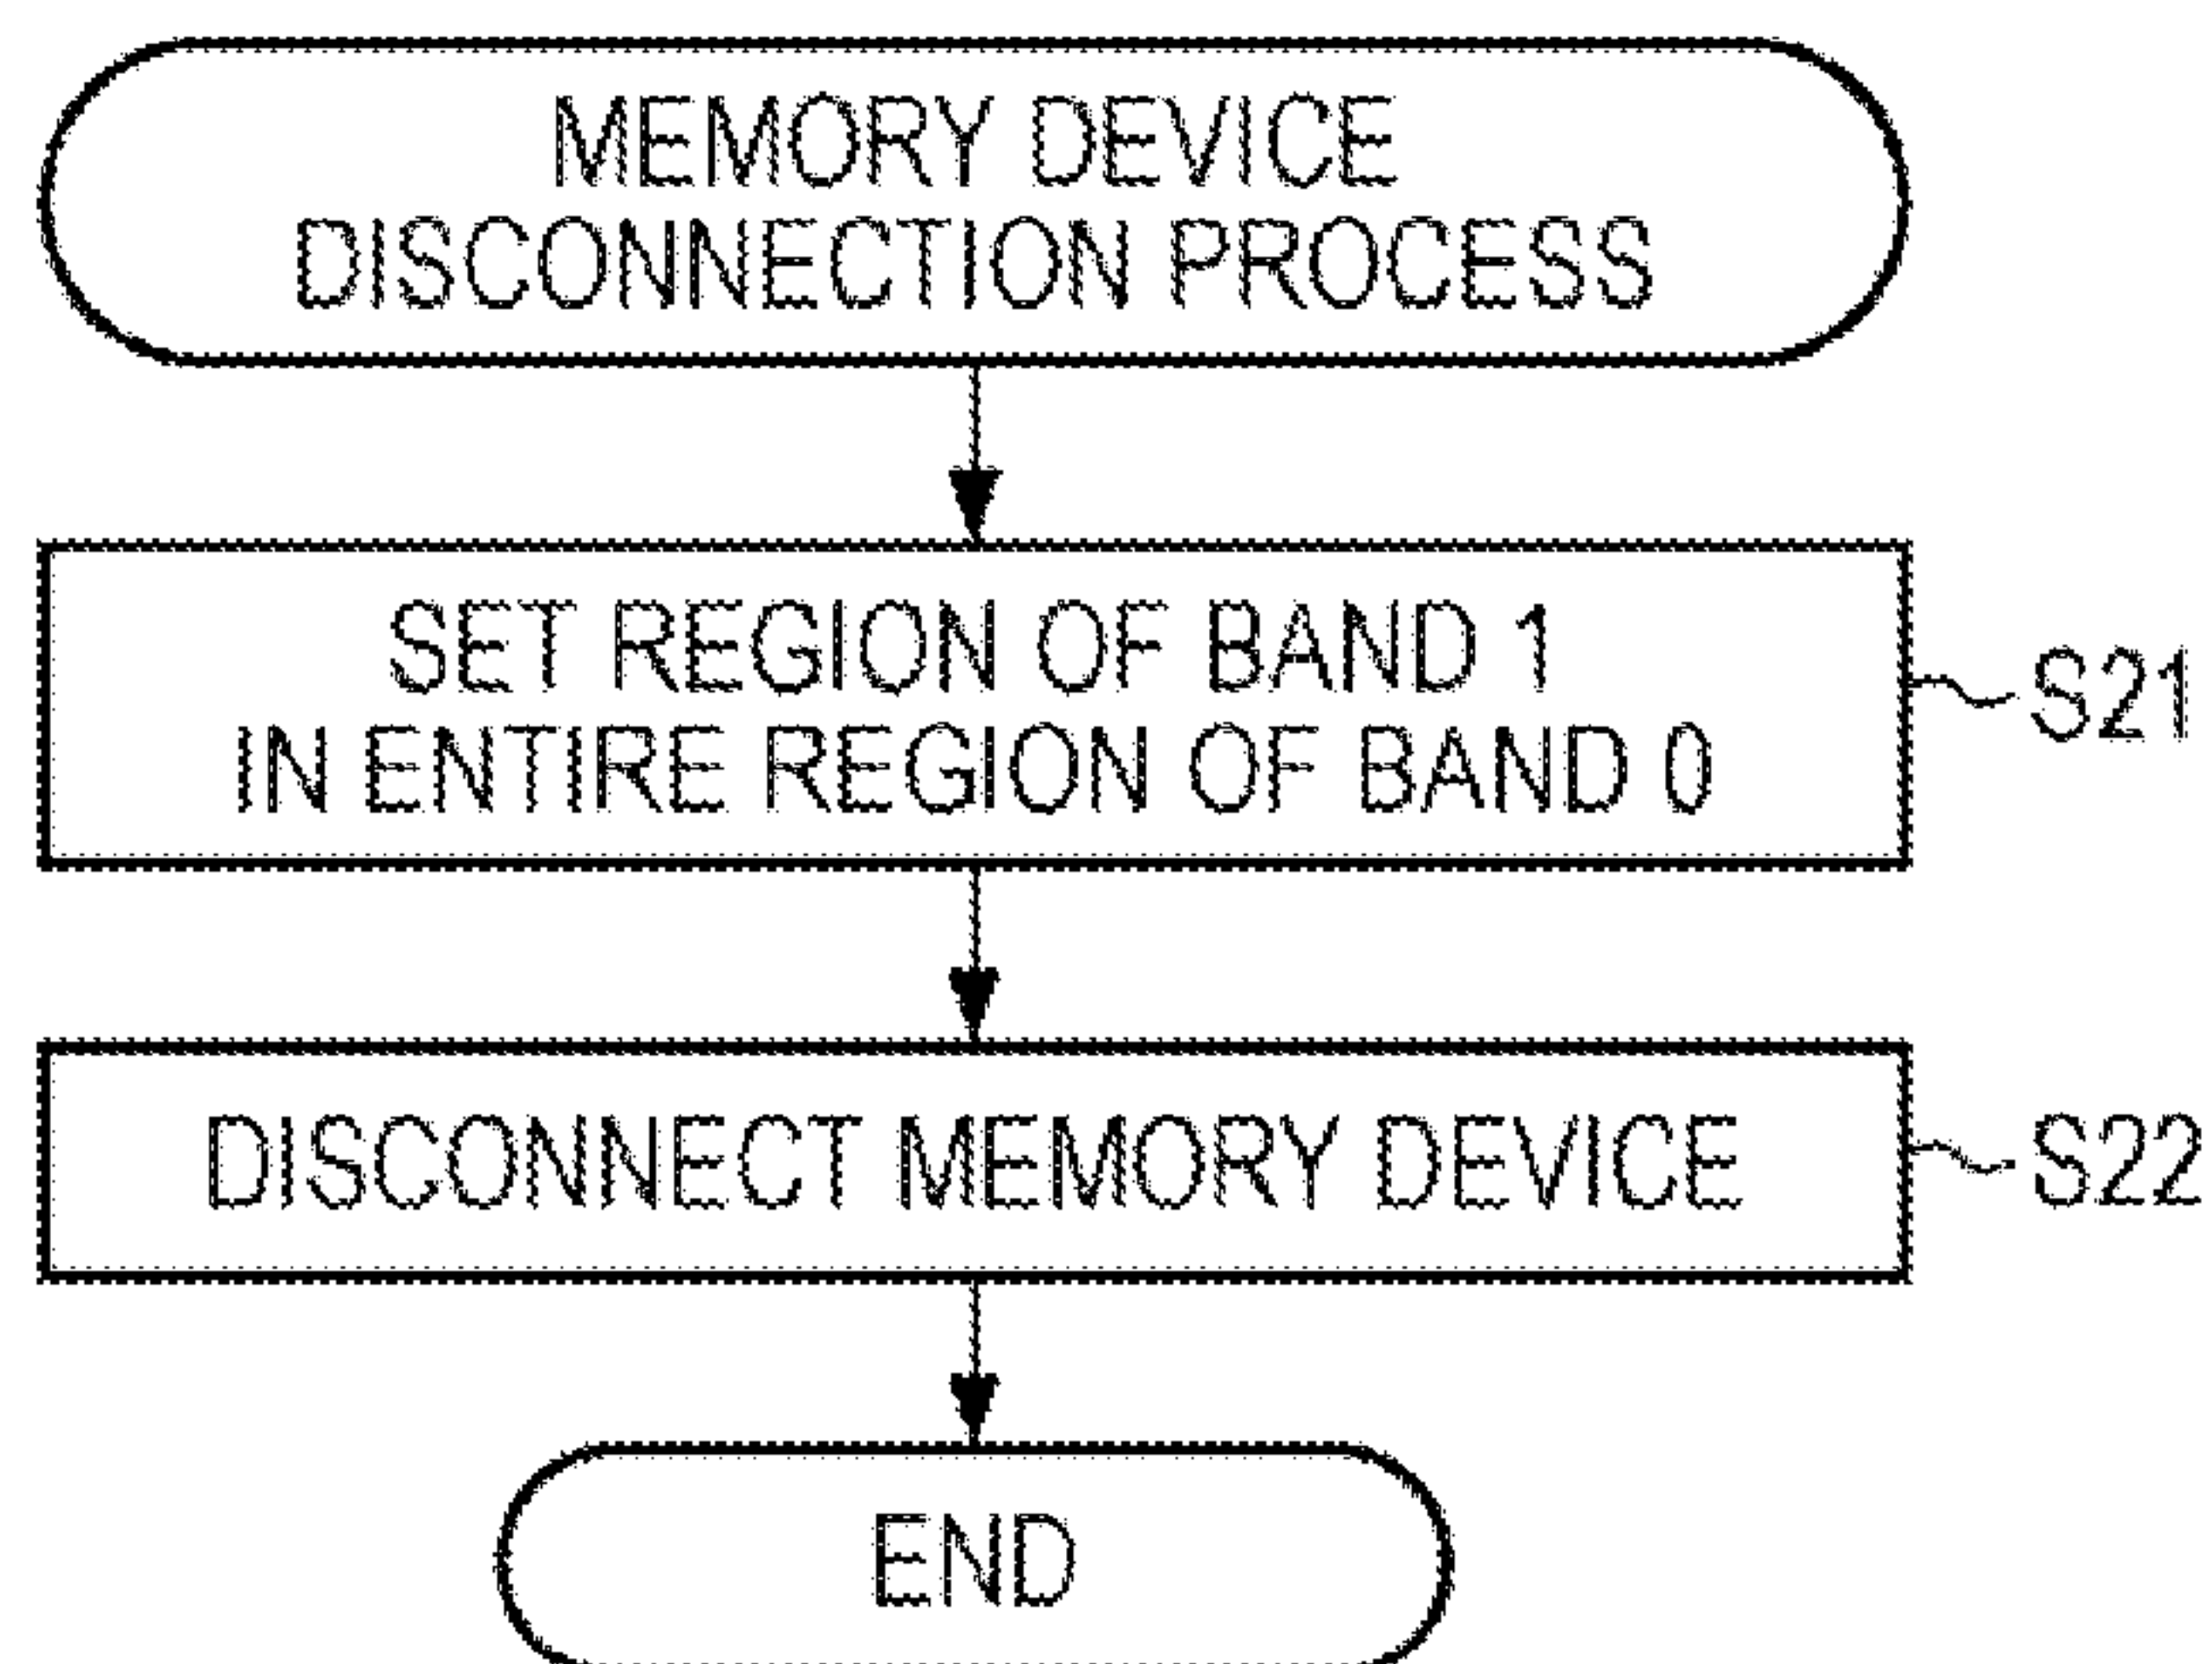 MEMORY DEVICE
DISCONNECTION PROCESS
SET REGION OF BAND 1
IN ENTIRE REGION OF BAND 0
S21
DISCONNECT MEMORY DEVICE
S22
END